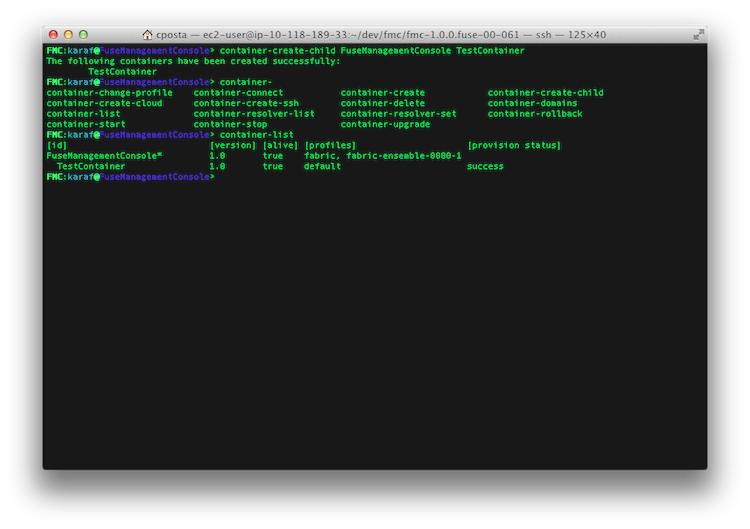 cposta — ec2-user@ip-10-118-189-33:~/dev/fmc/fmc-1.0.0.fuse-00-061 — ssh — 125×40
FMC:karaf@FuseManagementConsole> container-create-child FuseManagementConsole TestContainer
The following containers have been created successfully:
TestContainer
FMC:karaf@FuseManagementConsole> container-
container-change-profile container-connect container-create container-create-child
container-create-cloud container-create-ssh container-delete container-domains
container-list container-resolver-list container-resolver-set container-rollback
container-start container-stop container-upgrade
FMC:karaf@FuseManagementConsole> container-list
[id] [version] [alive] [profiles] [provision status]
FuseManagementConsole* 1.0 true fabric, fabric-ensemble-0000-1
TestContainer 1.0 true default success
FMC:karaf@FuseManagementConsole>